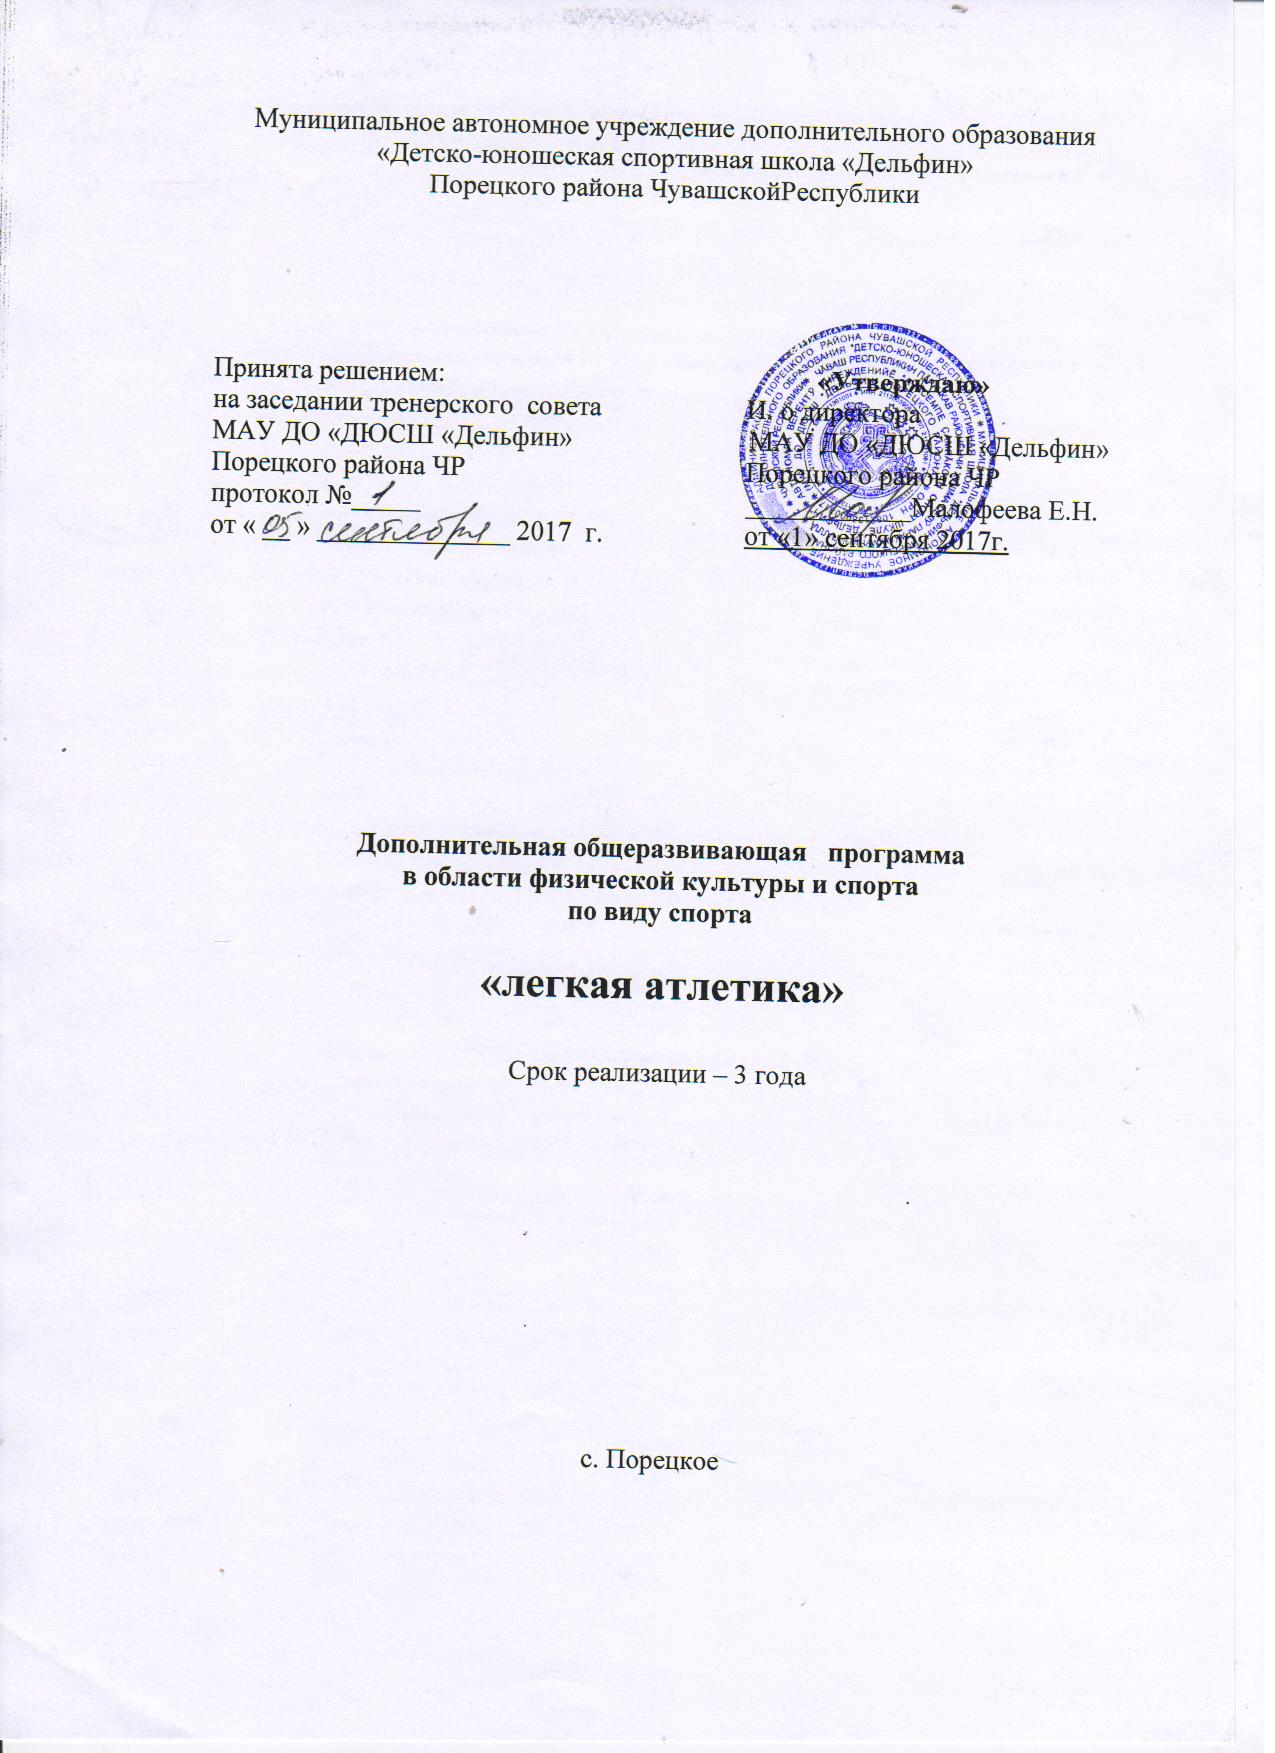 Муниципальное автономное учреждение дополнительного образования
«Детско-юношеская спортивная школа «Дельфин»
Порецкого района ЧувашскойРеспублики
Принята решением:
на заседании тренерского совета
МАУ ДО «ДЮСШ «Дельфин»
Порецкого района ЧР
протокол № 1
от « 05 » сентября 2017 г.
«Утверждаю»
И. о директора
МАУ ДО «ДЮСШ «Дельфин»
Порецкого района ЧР
Малофеева Е.Н.
от «1» сентября 2017г.
Дополнительная общеразвивающая программа
в области физической культуры и спорта
по виду спорта
«легкая атлетика»
Срок реализации – 3 года
с. Порецкое